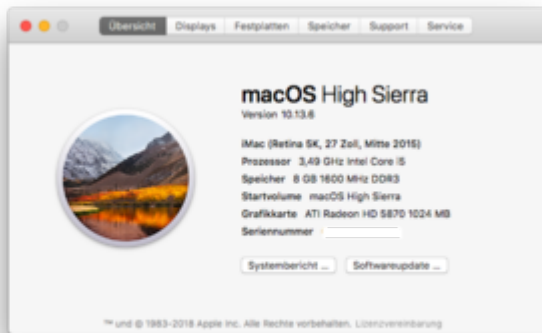 Übersicht Displays Festplatten Speicher Support Service
macOS High Sierra
Version 10.13.6
iMac (Retina 5K, 27 Zoll, Mitte 2015)
Prozessor 3,49 GHz Intel Core i5
Speicher 8 GB 1600 MHz DDR3
Startvolume macOS High Sierra
Grafikkarte ATI Radeon HD 5870 1024 MB
Seriennummer
Systembericht ... Softwareupdate ...
™ und © 1983-2018 Apple Inc. Alle Rechte vorbehalten. Lizenzvereinbarung